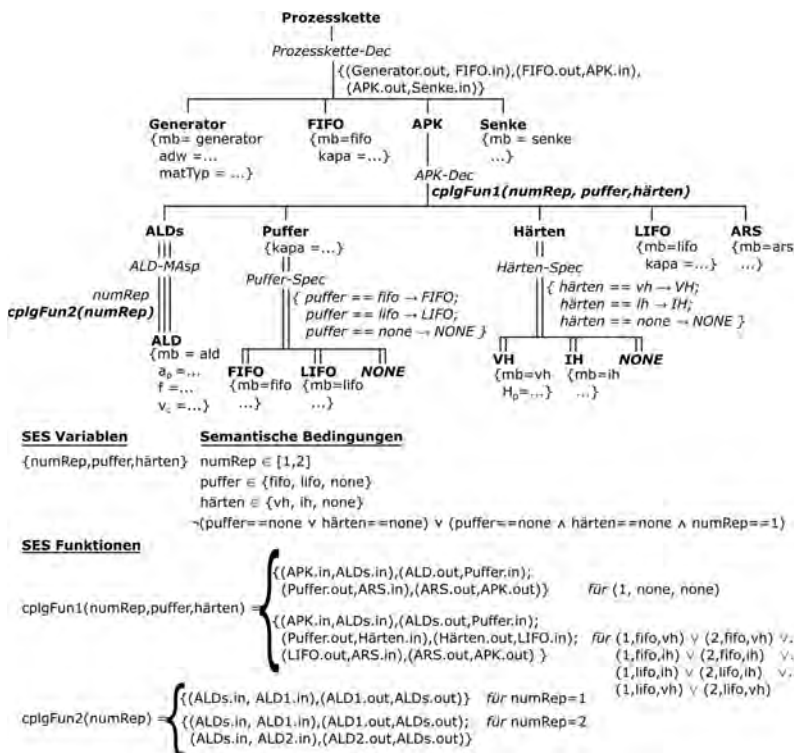 Prozesskette
Prozesskette-Dec
{(Generator.out, FIFO.in),(FIFO.out,APK.in),
(APK.out,Senke.in)}
Generator FIFO APK Senke
{mb= generator {mb=fifo {mb = senke
adw =... kapa = ...} ...}
matTyp = ...}
APK-Dec
cplgFun1(numRep, puffer,härten)
ALDs Puffer Härten LIFO ARS
{kapa = ...} {mb=lifo {mb=ars
ALD-MAsp Puffer-Spec Härten-Spec kapa = ...} ...}
numRep
cplgFun2(numRep)
{ puffer == fifo → FIFO;
puffer == lifo → LIFO;
puffer == none → NONE }
{ härten == vh → VH;
härten == ih → IH;
härten == none → NONE }
ALD
{mb = ald
aₚ =...
f = ...
v꜀ =...}
FIFO LIFO NONE
{mb=fifo {mb=lifo
...} ...}
VH IH NONE
{mb=vh {mb=ih
Hₚ=...} ...}
SES Variablen Semantische Bedingungen
{numRep,puffer,härten} numRep ∈ [1,2]
puffer ∈ {fifo, lifo, none}
härten ∈ {vh, ih, none}
¬(puffer==none ∨ härten==none) ∨ (puffer==none ∧ härten==none ∧ numRep==1)
SES Funktionen
{(APK.in,ALDs.in),(ALD.out,Puffer.in);
(Puffer.out,ARS.in),(ARS.out,APK.out)} für (1, none, none)
cplgFun1(numRep,puffer,härten) =
{(APK.in,ALDs.in),(ALDs.out,Puffer.in);
(Puffer.out,Härten.in),(Härten.out,LIFO.in); für (1,fifo,vh) ∨ (2,fifo,vh) ∨.
(LIFO.out,ARS.in),(ARS.out,APK.out) } (1,fifo,ih) ∨ (2,fifo,ih) ∨.
(1,lifo,ih) ∨ (2,lifo,ih) ∨.
(1,lifo,vh) ∨ (2,lifo,vh)
{(ALDs.in, ALD1.in),(ALD1.out,ALDs.out)} für numRep=1
cplgFun2(numRep) =
{(ALDs.in, ALD1.in),(ALD1.out,ALDs.out); für numRep=2
(ALDs.in, ALD2.in),(ALD2.out,ALDs.out)}